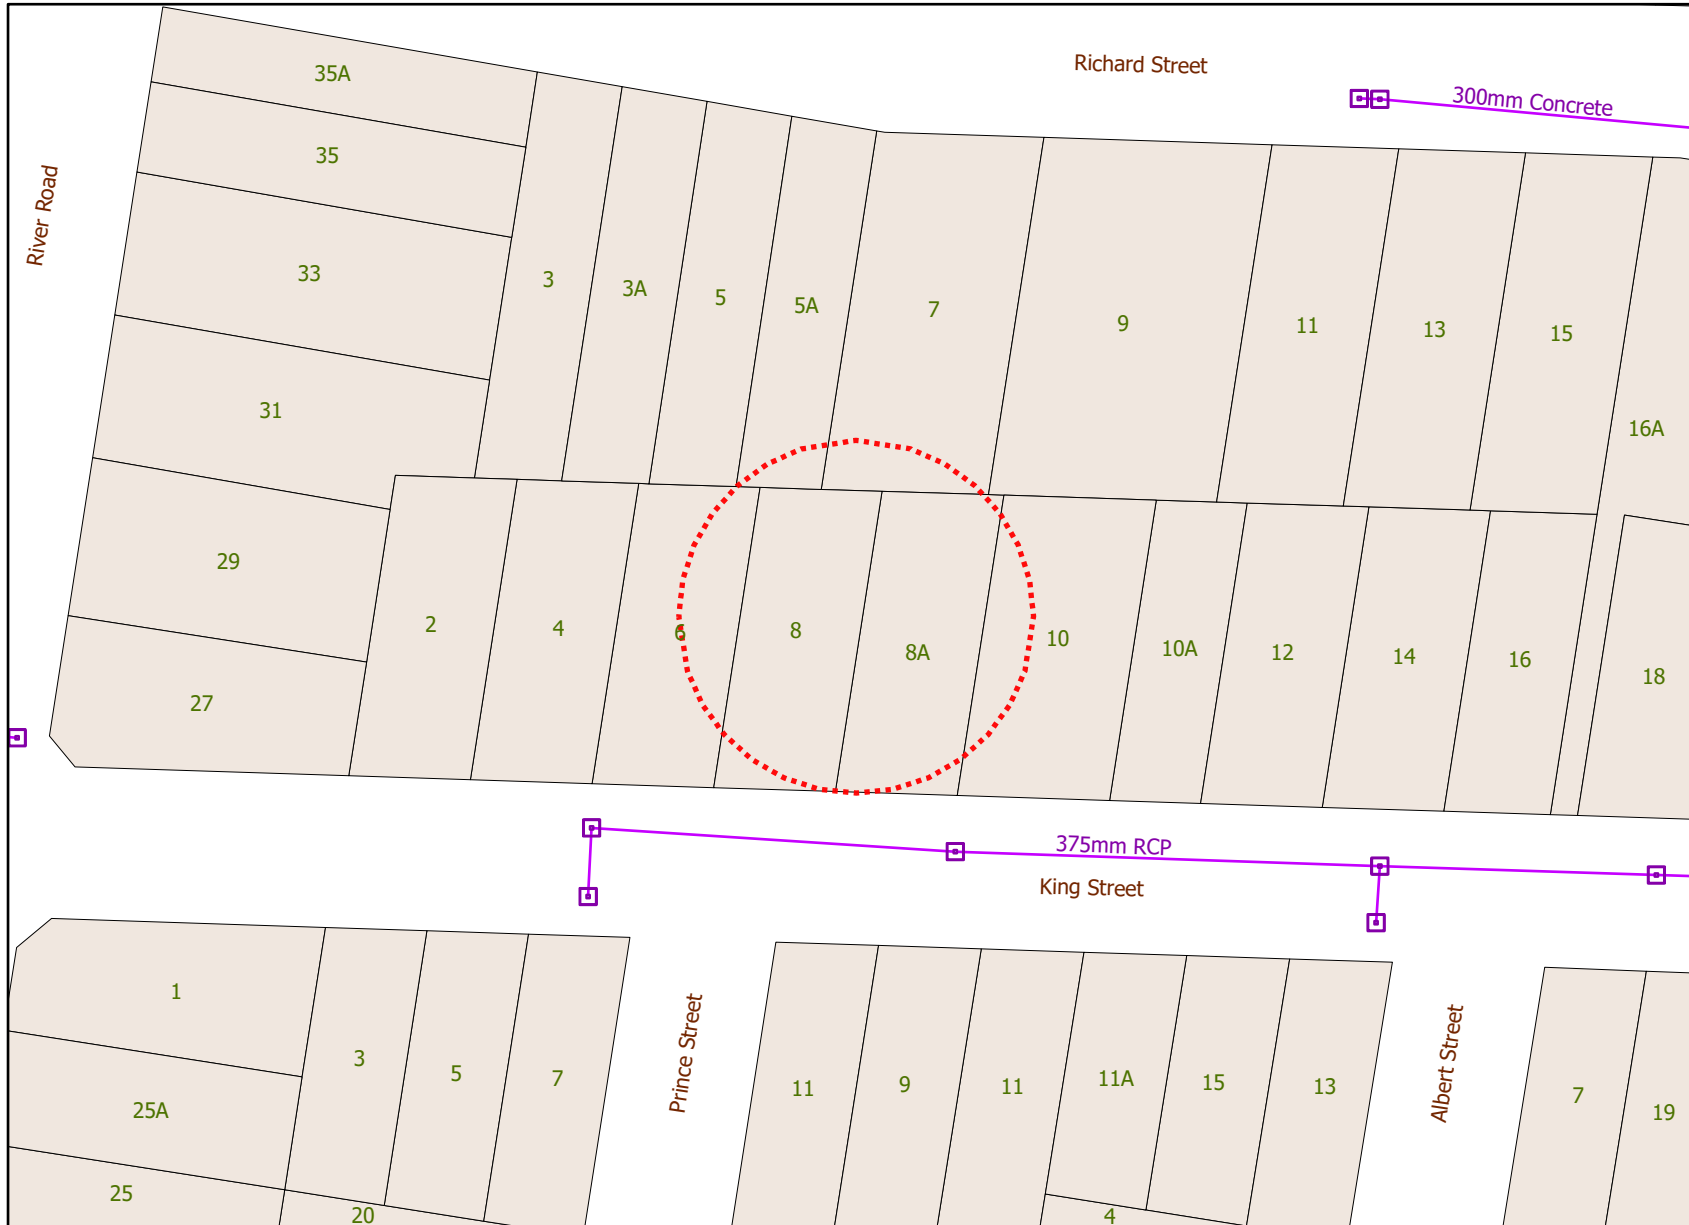 Richard Street
300mm Concrete
35A
35
River Road
33
3
3A
5
5A
7
9
11
13
15
31
16A
29
2
4
6
8
8A
10
10A
12
14
16
18
27
375mm RCP
King Street
1
3
5
7
Prince Street
11
9
11
11A
15
13
Albert Street
7
19
25A
25
20
4